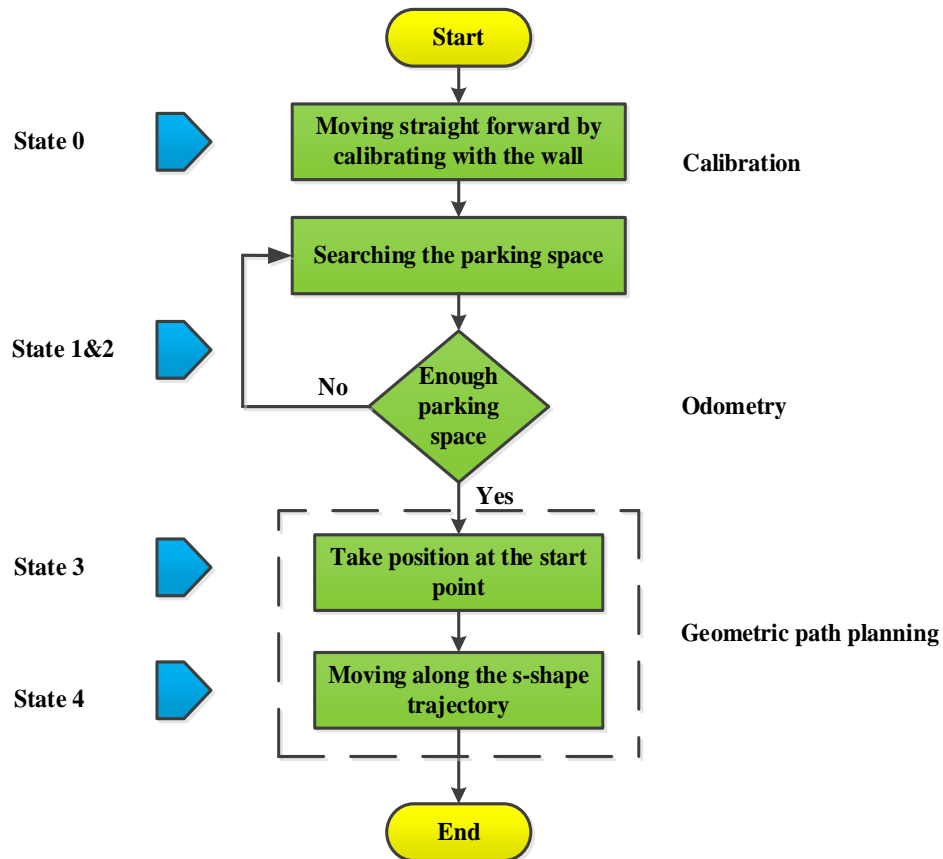 Start
State 0
Moving straight forward by
calibrating with the wall
Calibration
Searching the parking space
State 1&2
No
Enough
parking
space
Odometry
Yes
State 3
Take position at the start
point
Geometric path planning
State 4
Moving along the s-shape
trajectory
End